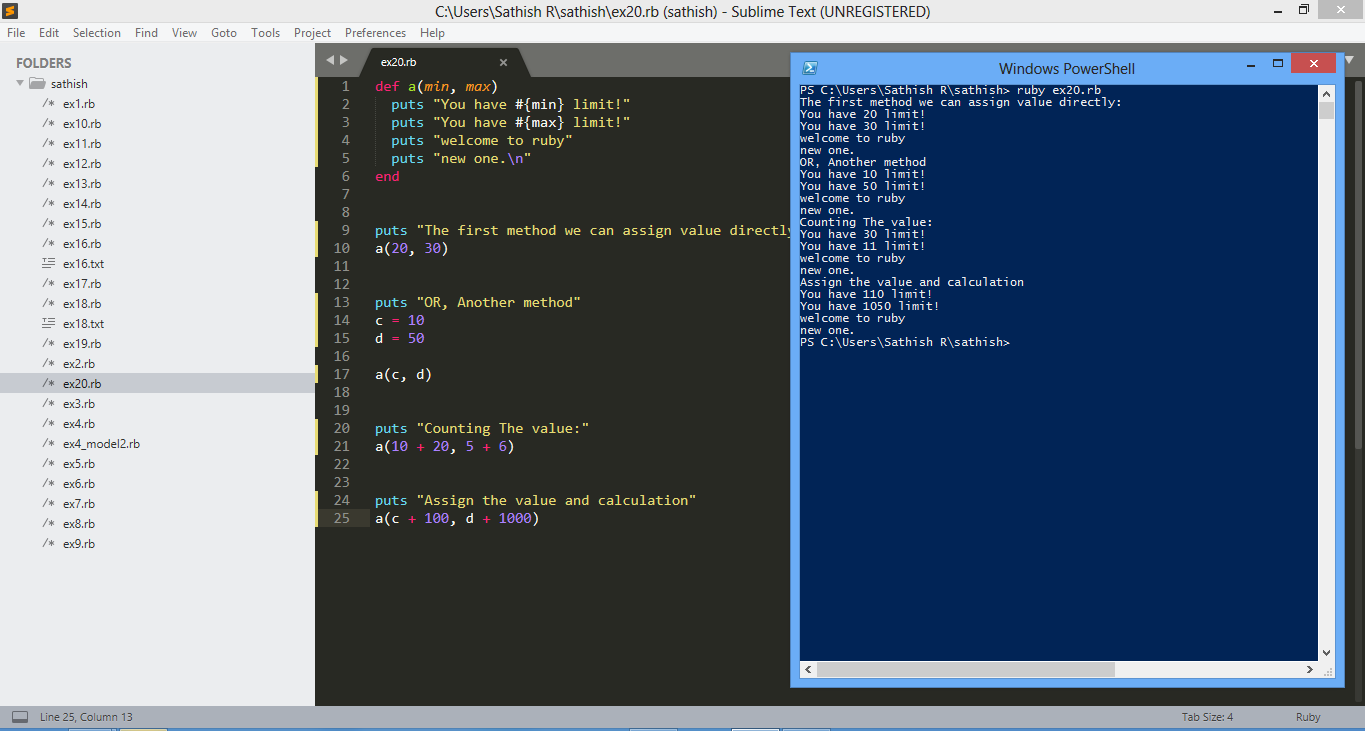 C:\Users\Sathish R\sathish\ex20.rb (sathish) - Sublime Text (UNREGISTERED)
File Edit Selection Find View Goto Tools Project Preferences Help
FOLDERS
sathish
/* ex1.rb
/* ex10.rb
/* ex11.rb
/* ex12.rb
/* ex13.rb
/* ex14.rb
/* ex15.rb
/* ex16.rb
ex16.txt
/* ex17.rb
/* ex18.rb
ex18.txt
/* ex19.rb
/* ex2.rb
/* ex20.rb
/* ex3.rb
/* ex4.rb
/* ex4_model2.rb
/* ex5.rb
/* ex6.rb
/* ex7.rb
/* ex8.rb
/* ex9.rb
ex20.rb
1 def a(min, max)
2 puts "You have #{min} limit!"
3 puts "You have #{max} limit!"
4 puts "welcome to ruby"
5 puts "new one.\n"
6 end
7
8
9 puts "The first method we can assign value directly
10 a(20, 30)
11
12
13 puts "OR, Another method"
14 c = 10
15 d = 50
16
17 a(c, d)
18
19
20 puts "Counting The value:"
21 a(10 + 20, 5 + 6)
22
23
24 puts "Assign the value and calculation"
25 a(c + 100, d + 1000)
Windows PowerShell
PS C:\Users\Sathish R\sathish> ruby ex20.rb
The first method we can assign value directly:
You have 20 limit!
You have 30 limit!
welcome to ruby
new one.
OR, Another method
You have 10 limit!
You have 50 limit!
welcome to ruby
new one.
Counting The value:
You have 30 limit!
You have 11 limit!
welcome to ruby
new one.
Assign the value and calculation
You have 110 limit!
You have 1050 limit!
welcome to ruby
new one.
PS C:\Users\Sathish R\sathish>
Line 25, Column 13
Tab Size: 4
Ruby